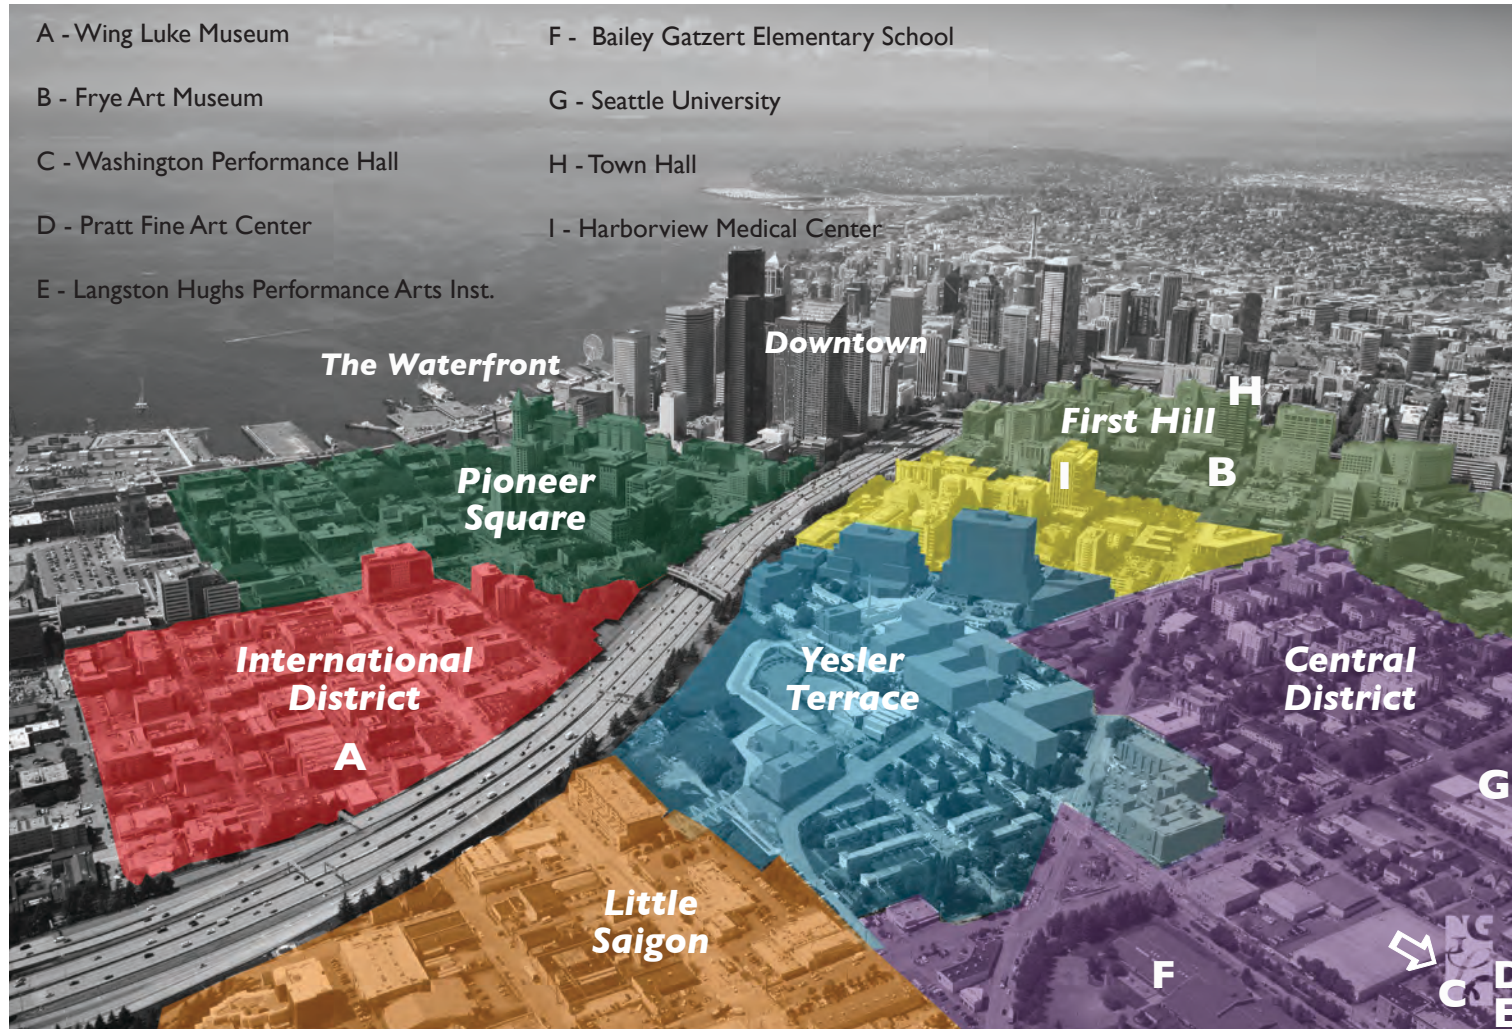 A - Wing Luke Museum
B - Frye Art Museum
C - Washington Performance Hall
D - Pratt Fine Art Center
E - Langston Hughs Performance Arts Inst.
F - Bailey Gatzert Elementary School
G - Seattle University
H - Town Hall
I - Harborview Medical Center
The Waterfront
Downtown
First Hill
H
B
I
Pioneer
Square
International
District
A
Yesler
Terrace
Central
District
G
Little
Saigon
F
C
D
E